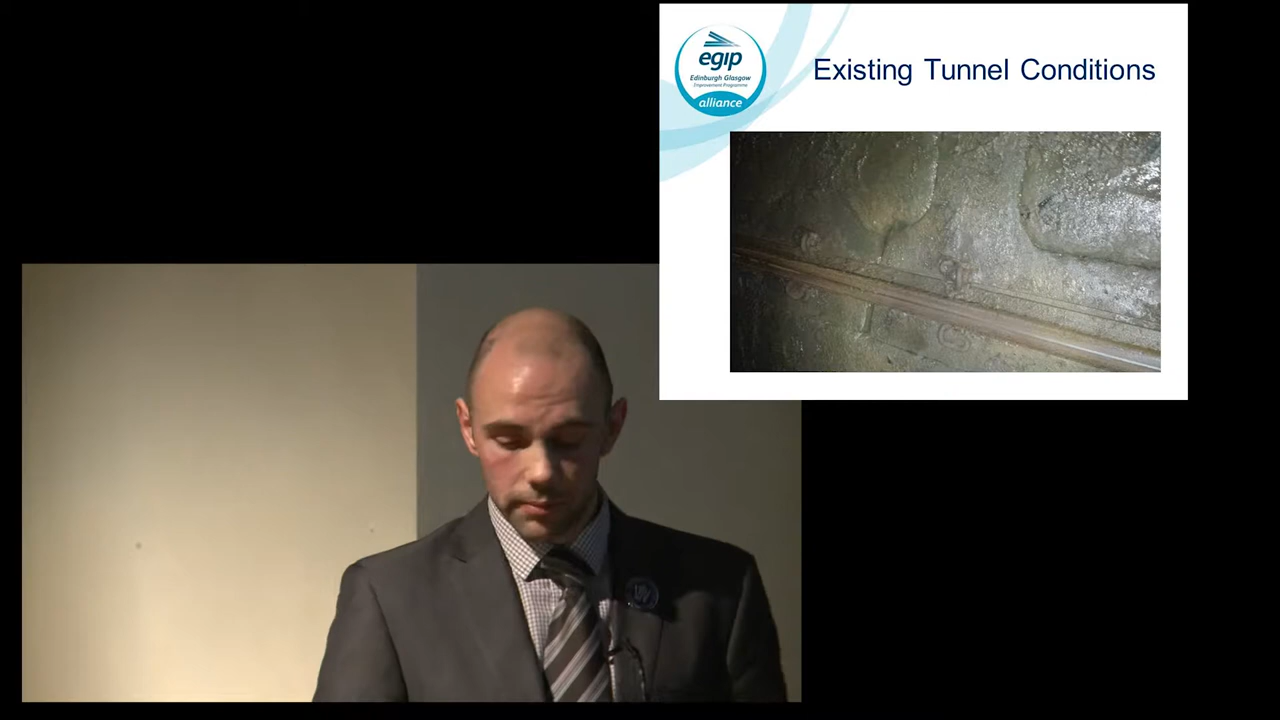 egip
Edinburgh Glasgow
Improvement Programme
alliance
Existing Tunnel Conditions